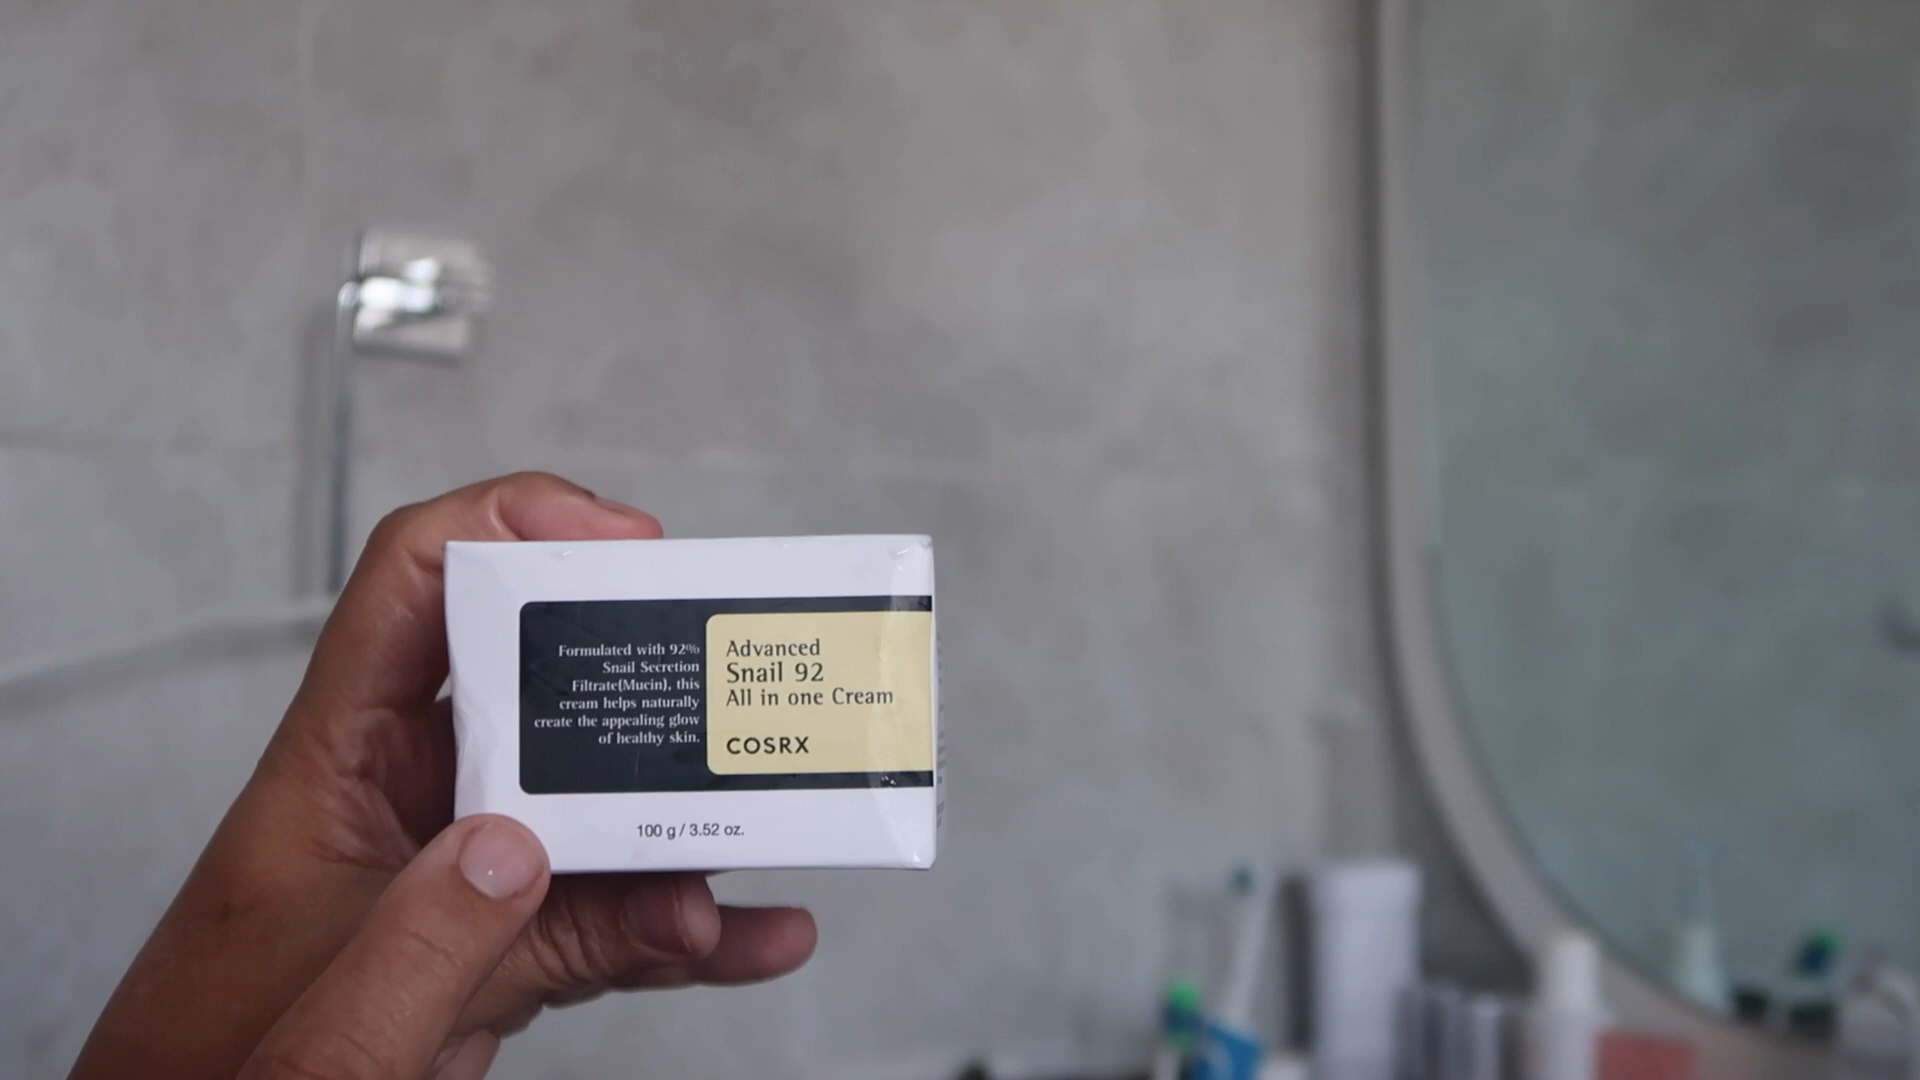 Formulated with 92%
Snail Secretion
Filtrate(Mucin), this
cream helps naturally
create the appealing glow
of healthy skin.
Advanced
Snail 92
All in one Cream
COSRX
100 g / 3.52 oz.